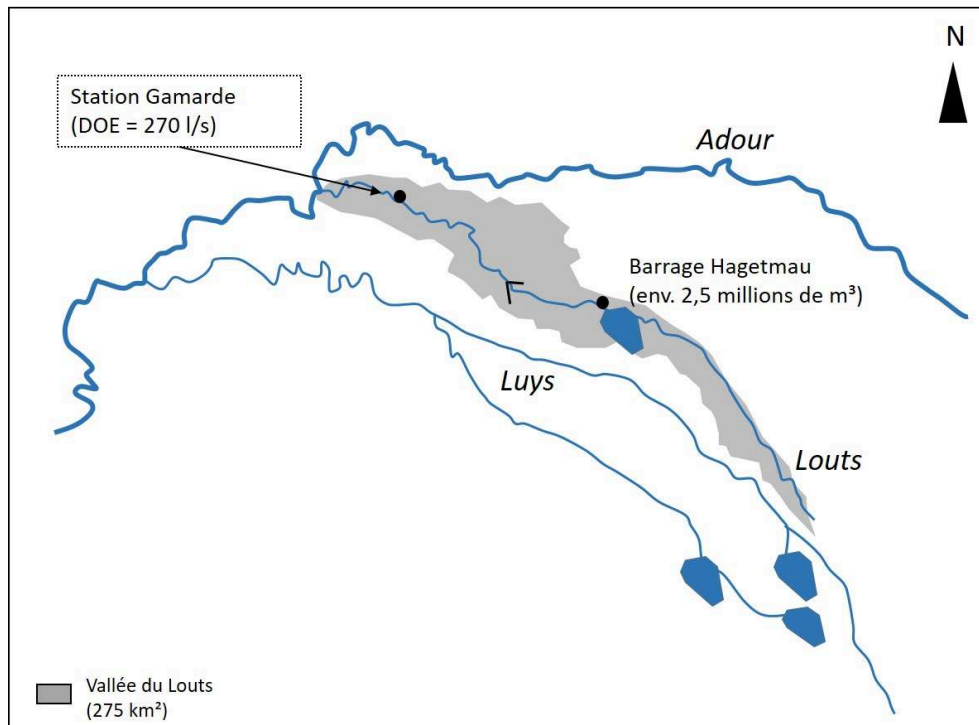 N
Station Gamarde
(DOE = 270 l/s)
Adour
Barrage Hagetmau
(env. 2,5 millions de m³)
Luys
Louts
Vallée du Louts
(275 km²)